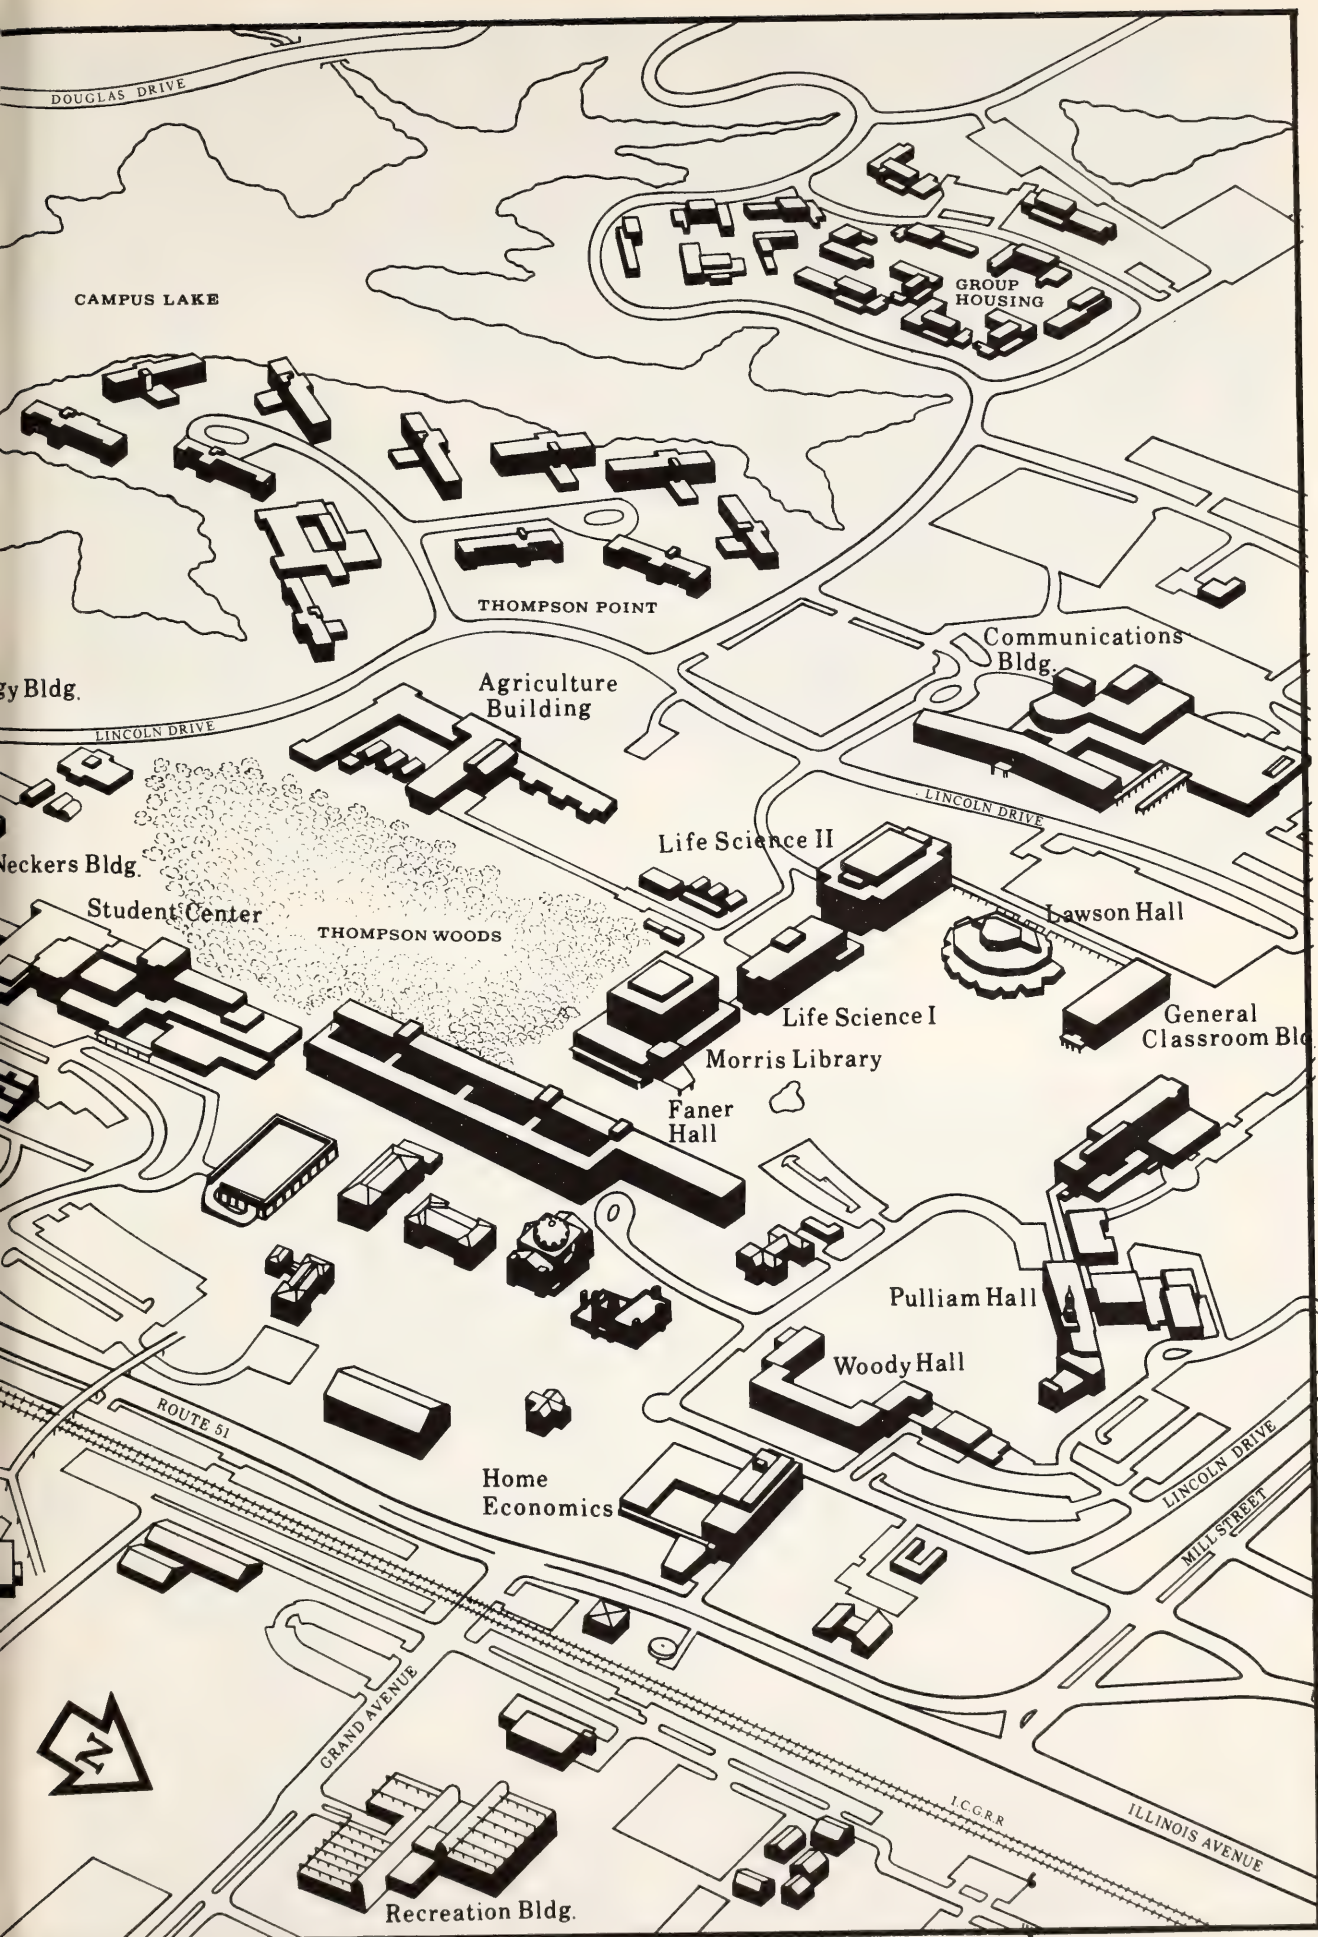 DOUGLAS DRIVE
CAMPUS LAKE
GROUP
HOUSING
THOMPSON POINT
Communications
Bldg.
gy Bldg.
Agriculture
Building
LINCOLN DRIVE
LINCOLN DRIVE
Life Science II
Neckers Bldg.
Student Center
THOMPSON WOODS
Lawson Hall
Life Science I
General
Classroom Bld
Morris Library
Faner
Hall
Pulliam Hall
Woody Hall
ROUTE 51
Home
Economics
LINCOLN DRIVE
MILL STREET
GRAND AVENUE
N
I.C.G.R.R
ILLINOIS AVENUE
Recreation Bldg.